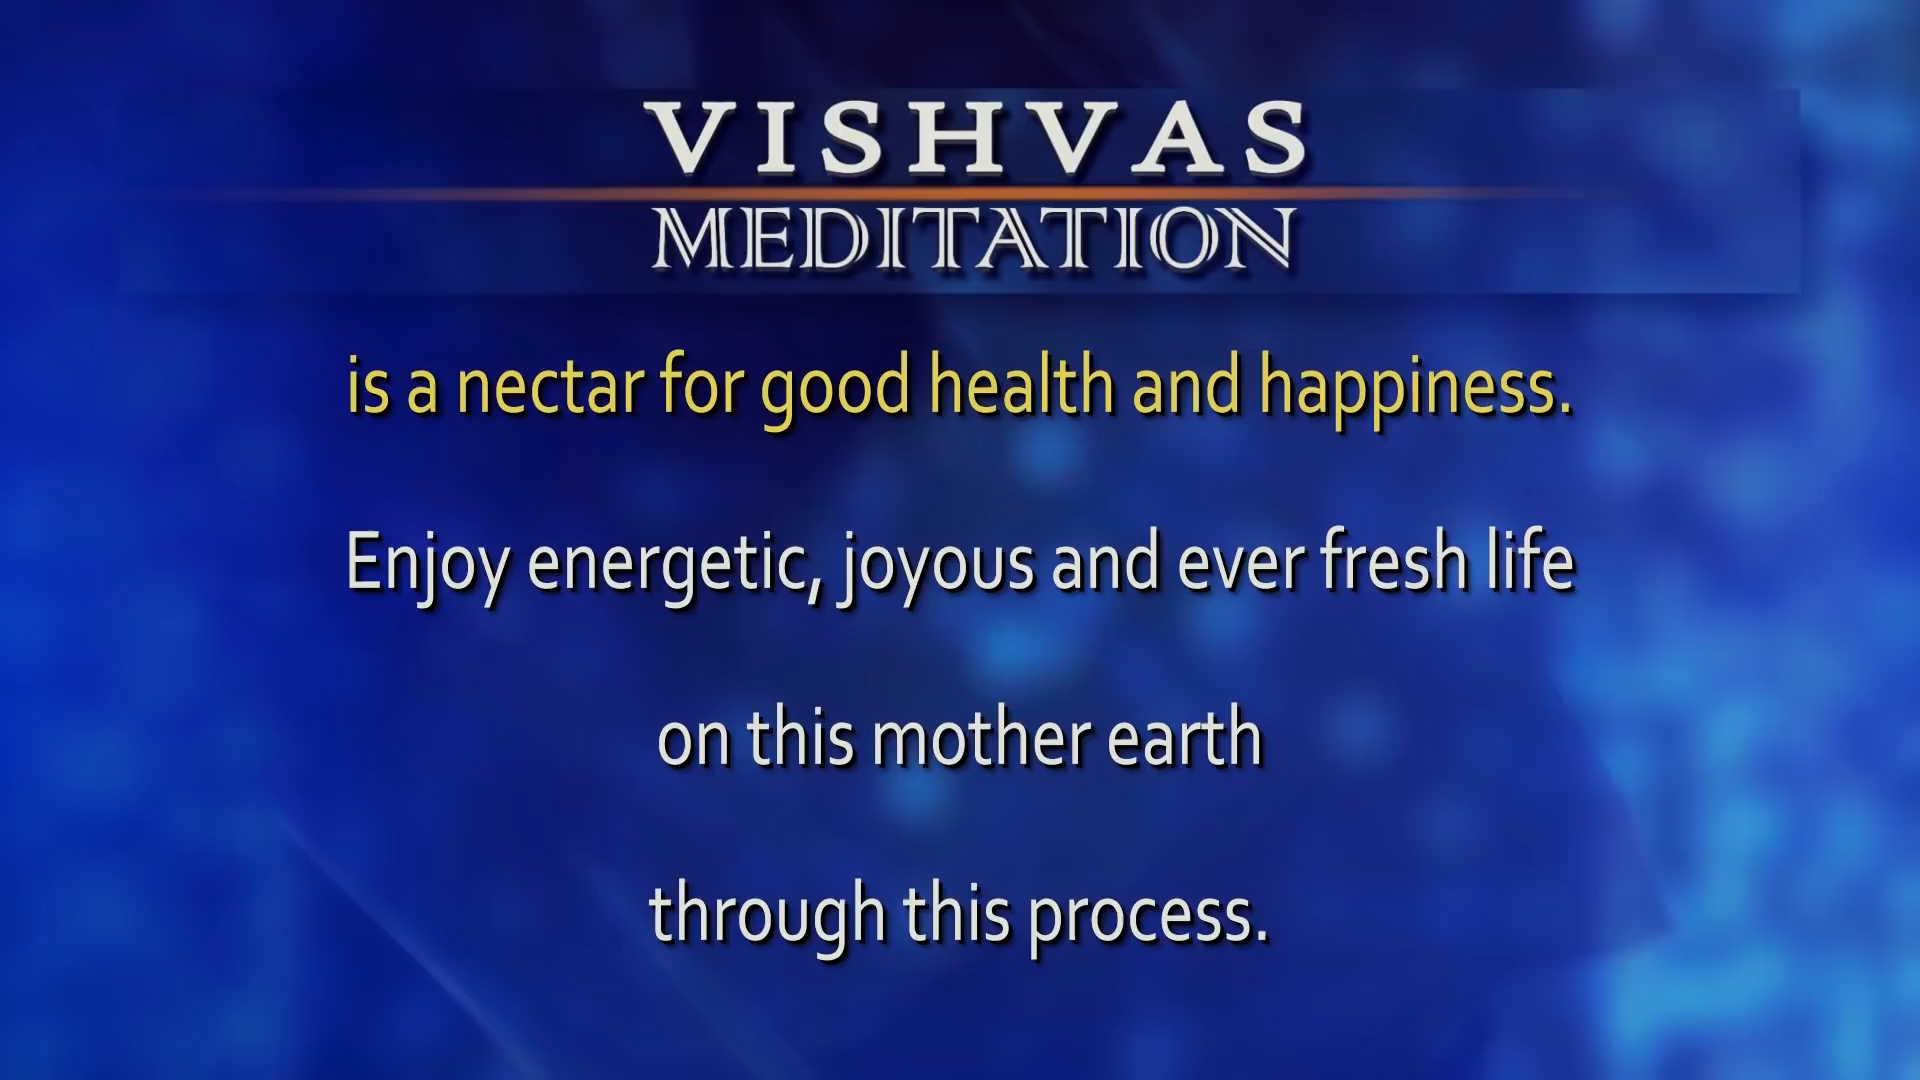 VISHVAS
MEDITATION
is a nectar for good health and happiness.
Enjoy energetic, joyous and ever fresh life
on this mother earth
through this process.